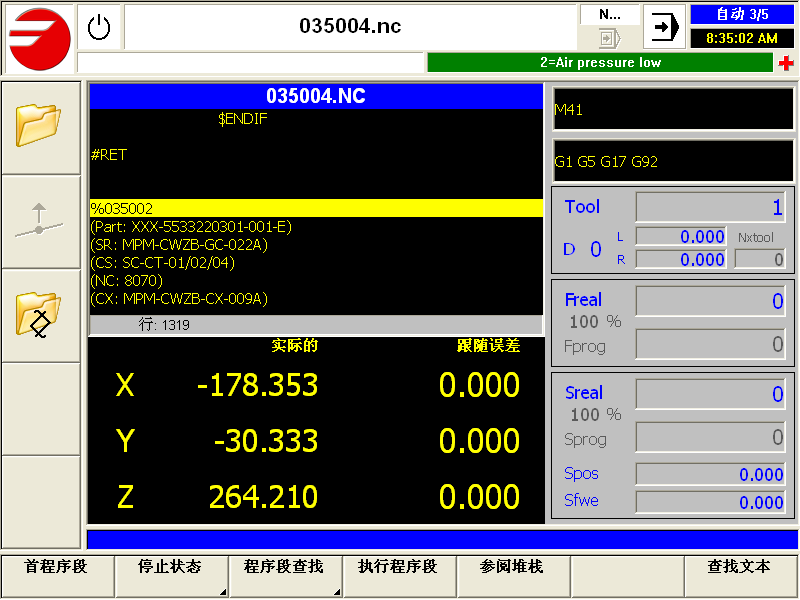 035004.nc
N...
自动 3/5
8:35:02 AM
2=Air pressure low
035004.NC
$ENDIF
#RET
%035002
(Part: XXX-5533220301-001-E)
(SR: MPM-CWZB-GC-022A)
(CS: SC-CT-01/02/04)
(NC: 8070)
(CX: MPM-CWZB-CX-009A)
行: 1319
实际的 跟随误差
X -178.353 0.000
Y -30.333 0.000
Z 264.210 0.000
M41
G1 G5 G17 G92
Tool 1
D 0 L 0.000 Nxtool
R 0.000 0
Freal 0
100 %
Fprog 0
Sreal 0
100 %
Sprog 0
Spos 0.000
Sfwe 0.000
首程序段 停止状态 程序段查找 执行程序段 参阅堆栈 查找文本